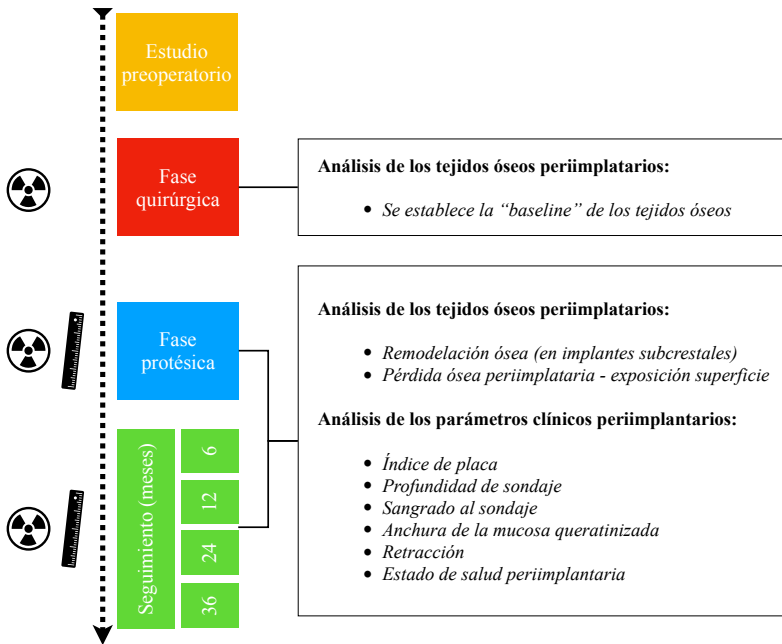 Estudio
preoperatorio
Fase
quirúrgica
Análisis de los tejidos óseos periimplatarios:
• Se establece la “baseline” de los tejidos óseos
Fase
protésica
Análisis de los tejidos óseos periimplatarios:
• Remodelación ósea (en implantes subcrestales)
• Pérdida ósea periimplataria - exposición superficie
Análisis de los parámetros clínicos periimplantarios:
• Índice de placa
• Profundidad de sondaje
• Sangrado al sondaje
• Anchura de la mucosa queratinizada
• Retracción
• Estado de salud periimplantaria
Seguimiento (meses)
6
12
24
36